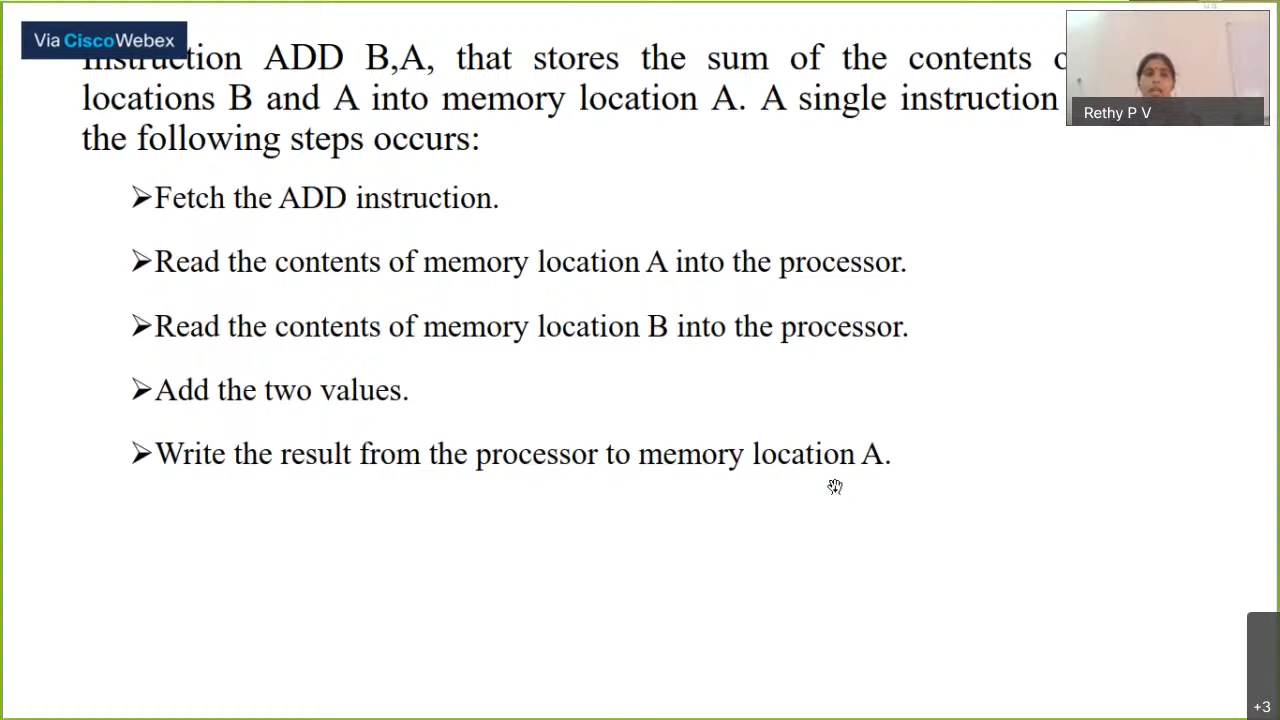 Via Cisco Webex
Instruction ADD B,A, that stores the sum of the contents
locations B and A into memory location A. A single instruction
the following steps occurs:
➢Fetch the ADD instruction.
➢Read the contents of memory location A into the processor.
➢Read the contents of memory location B into the processor.
➢Add the two values.
➢Write the result from the processor to memory location A.
Rethy P V
+3